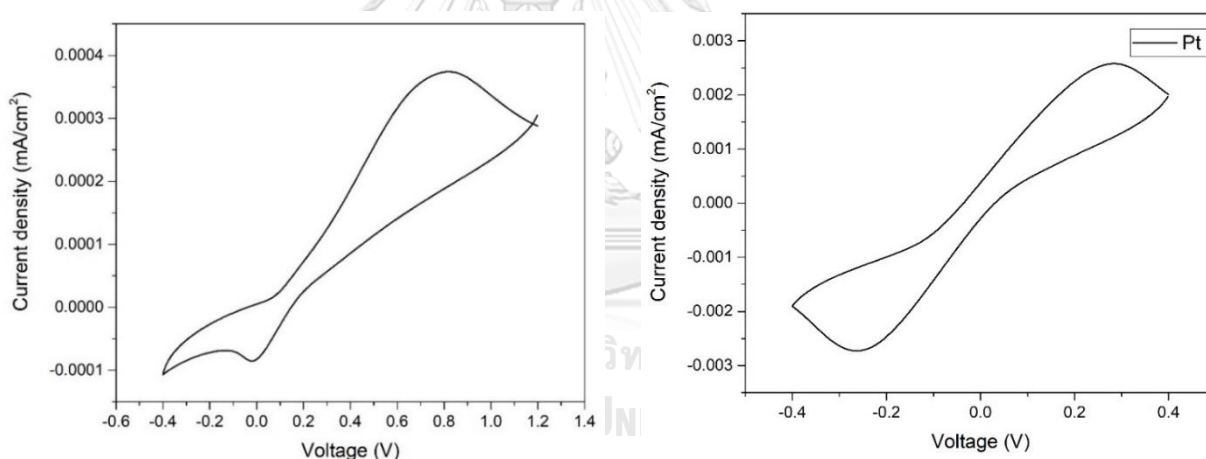 0.0004
0.0003
0.0002
0.0001
0.0000
-0.0001
-0.6 -0.4 -0.2 0.0 0.2 0.4 0.6 0.8 1.0 1.2 1.4
Voltage (V)
Current density (mA/cm²)
Pt
0.003
0.002
0.001
0.000
-0.001
-0.002
-0.003
-0.4 -0.2 0.0 0.2 0.4
Voltage (V)
Current density (mA/cm²)